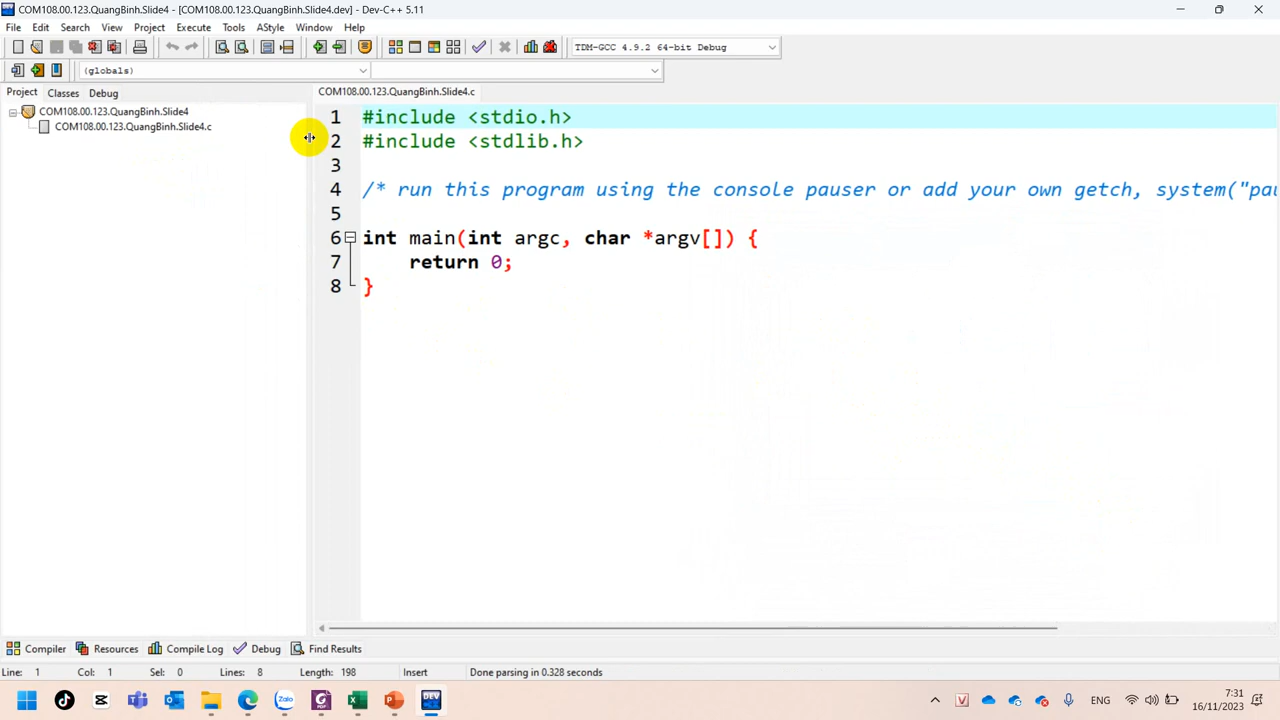 COM108.00.123.QuangBinh.Slide4 - [COM108.00.123.QuangBinh.Slide4.dev] - Dev-C++ 5.11
File Edit Search View Project Execute Tools AStyle Window Help
TDM-GCC 4.9.2 64-bit Debug
(globals)
Project Classes Debug
COM108.00.123.QuangBinh.Slide4.c
COM108.00.123.QuangBinh.Slide4
COM108.00.123.QuangBinh.Slide4.c
1 #include <stdio.h>
2 #include <stdlib.h>
3
4 /* run this program using the console pauser or add your own getch, system("pau
5
6 int main(int argc, char *argv[]) {
7 return 0;
8 }
Compiler Resources Compile Log Debug Find Results
Line: 1 Col: 1 Sel: 0 Lines: 8 Length: 198 Insert Done parsing in 0.328 seconds
Zalo
DEV
V
ENG
7:31
16/11/2023